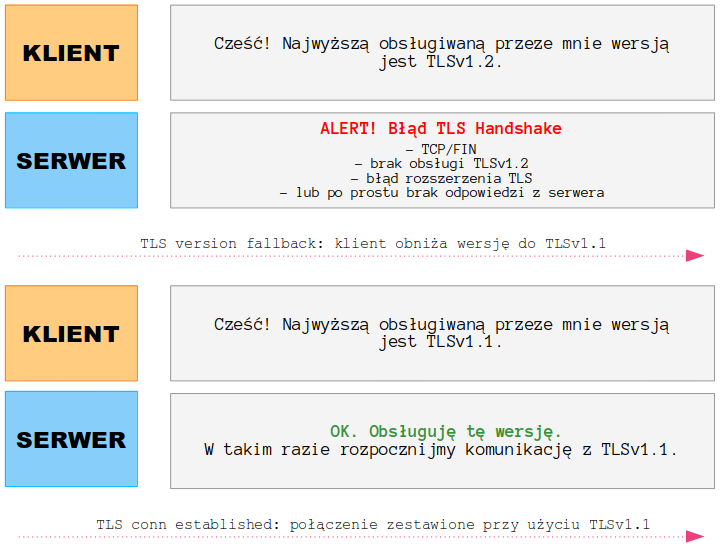 KLIENT
Cześć! Najwyższą obsługiwaną przeze mnie wersją
jest TLSv1.2.
SERWER
ALERT! Błąd TLS Handshake
– TCP/FIN
– brak obsługi TLSv1.2
– błąd rozszerzenia TLS
– lub po prostu brak odpowiedzi z serwera
TLS version fallback: klient obniża wersję do TLSv1.1
KLIENT
Cześć! Najwyższą obsługiwaną przeze mnie wersją
jest TLSv1.1.
SERWER
OK. Obsługuję tę wersję.
W takim razie rozpocznijmy komunikację z TLSv1.1.
TLS conn established: połączenie zestawione przy użyciu TLSv1.1